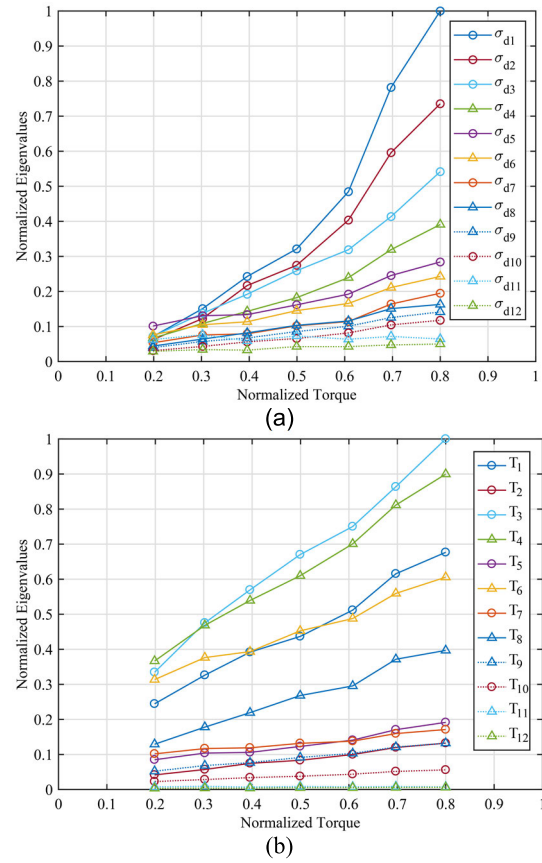 (a)
Normalized Eigenvalues
1
0.9
0.8
0.7
0.6
0.5
0.4
0.3
0.2
0.1
0
0 0.1 0.2 0.3 0.4 0.5 0.6 0.7 0.8 0.9 1
Normalized Torque
σd1
σd2
σd3
σd4
σd5
σd6
σd7
σd8
σd9
σd10
σd11
σd12
(b)
Normalized Eigenvalues
1
0.9
0.8
0.7
0.6
0.5
0.4
0.3
0.2
0.1
0
0 0.1 0.2 0.3 0.4 0.5 0.6 0.7 0.8 0.9 1
Normalized Torque
T1
T2
T3
T4
T5
T6
T7
T8
T9
T10
T11
T12